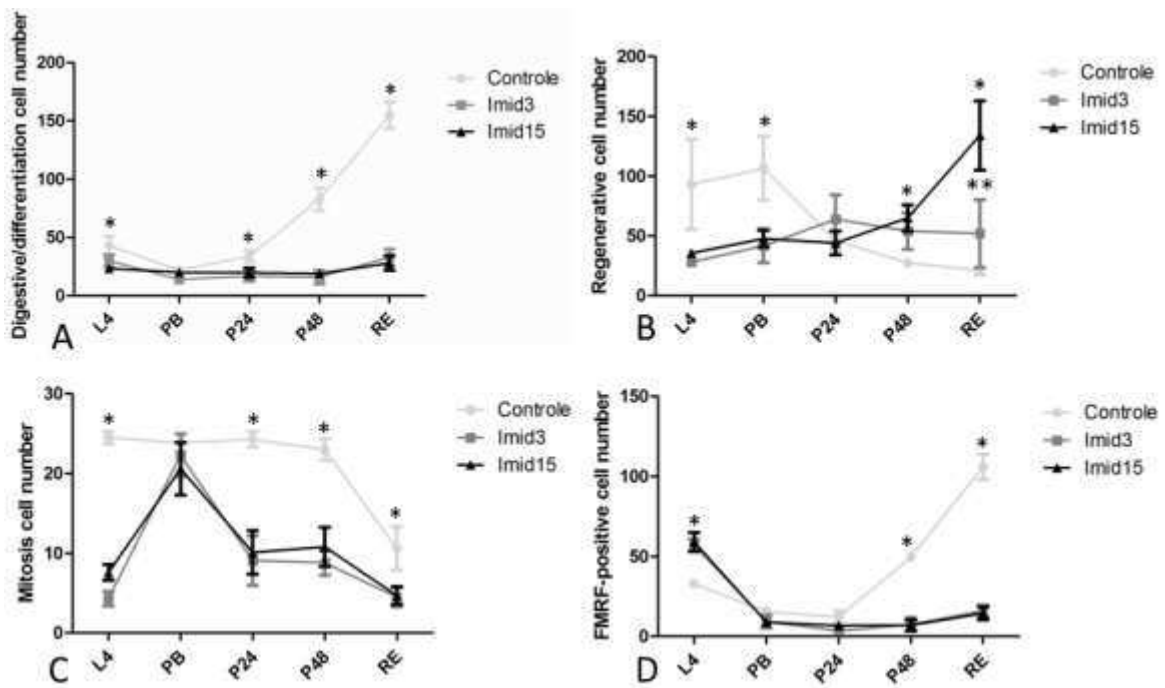 Digestive/differentiation cell number
200
150
100
50
0
*
*
*
*
Controle
Imid3
Imid15
L4
PB
P24
P48
RE
A
Regenerative cell number
200
150
100
50
0
*
*
*
*
**
Controle
Imid3
Imid15
L4
PB
P24
P48
RE
B
Mitosis cell number
30
20
10
0
*
*
*
*
Controle
Imid3
Imid15
L4
PB
P24
P48
RE
C
FMRF-positive cell number
150
100
50
0
*
*
*
Controle
Imid3
Imid15
L4
PB
P24
P48
RE
D